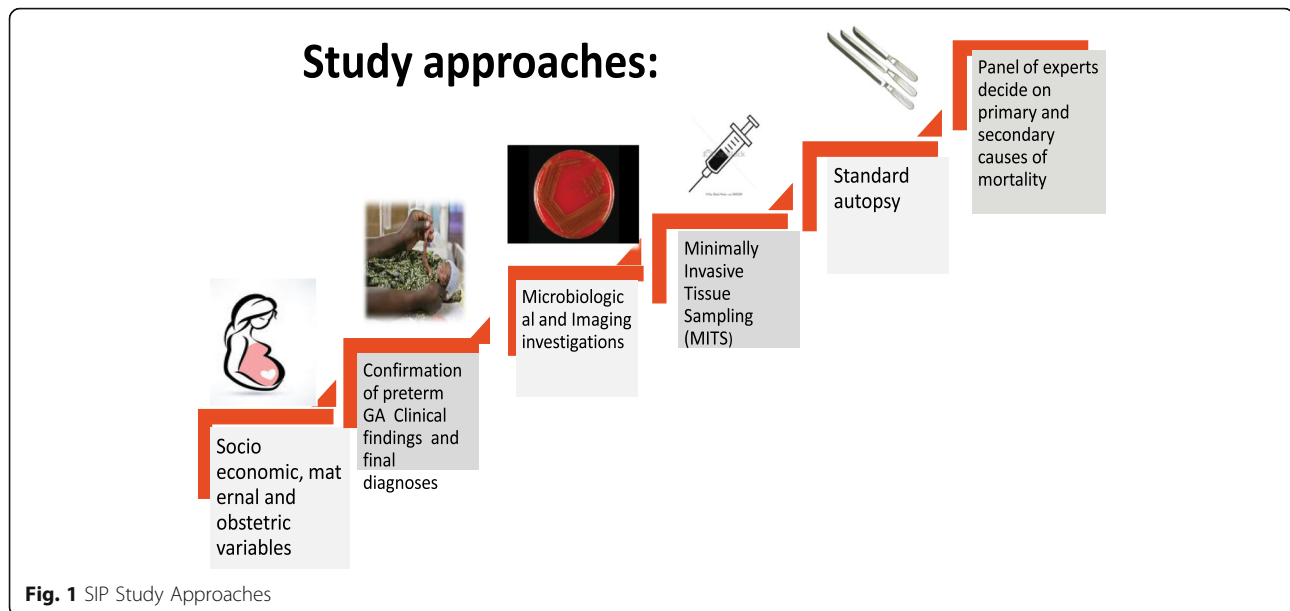 Study approaches:
Socio
economic, mat
ernal and
obstetric
variables
Confirmation
of preterm
GA Clinical
findings and
final
diagnoses
Microbiologic
al and Imaging
investigations
Minimally
Invasive
Tissue
Sampling
(MITS)
Standard
autopsy
Panel of experts
decide on
primary and
secondary
causes of
mortality
Fig. 1 SIP Study Approaches